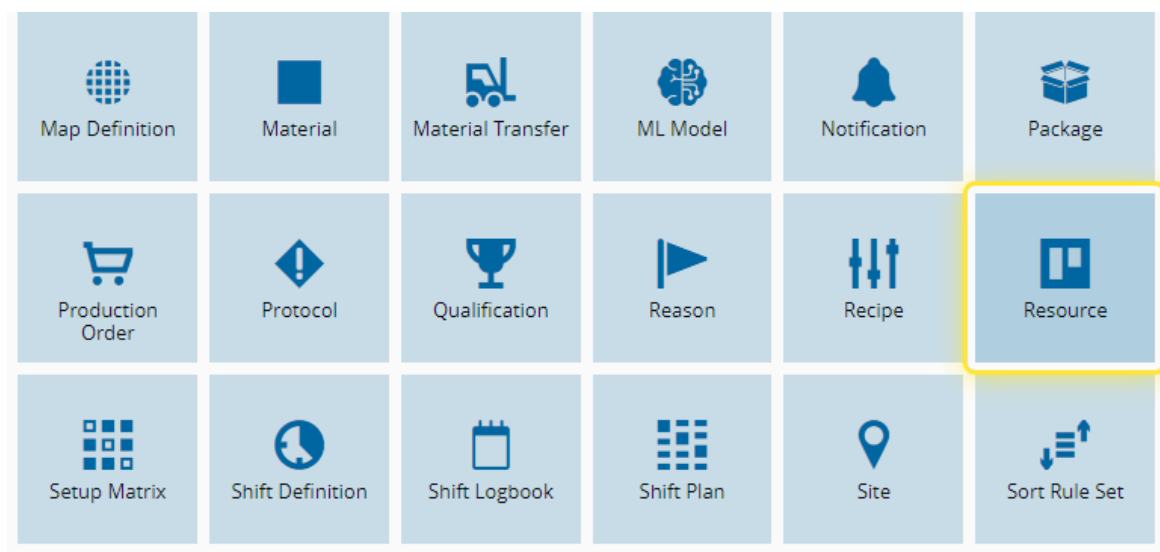 Map Definition
Material
Material Transfer
ML Model
Notification
Package
Production
Order
Protocol
Qualification
Reason
Recipe
Resource
Setup Matrix
Shift Definition
Shift Logbook
Shift Plan
Site
Sort Rule Set